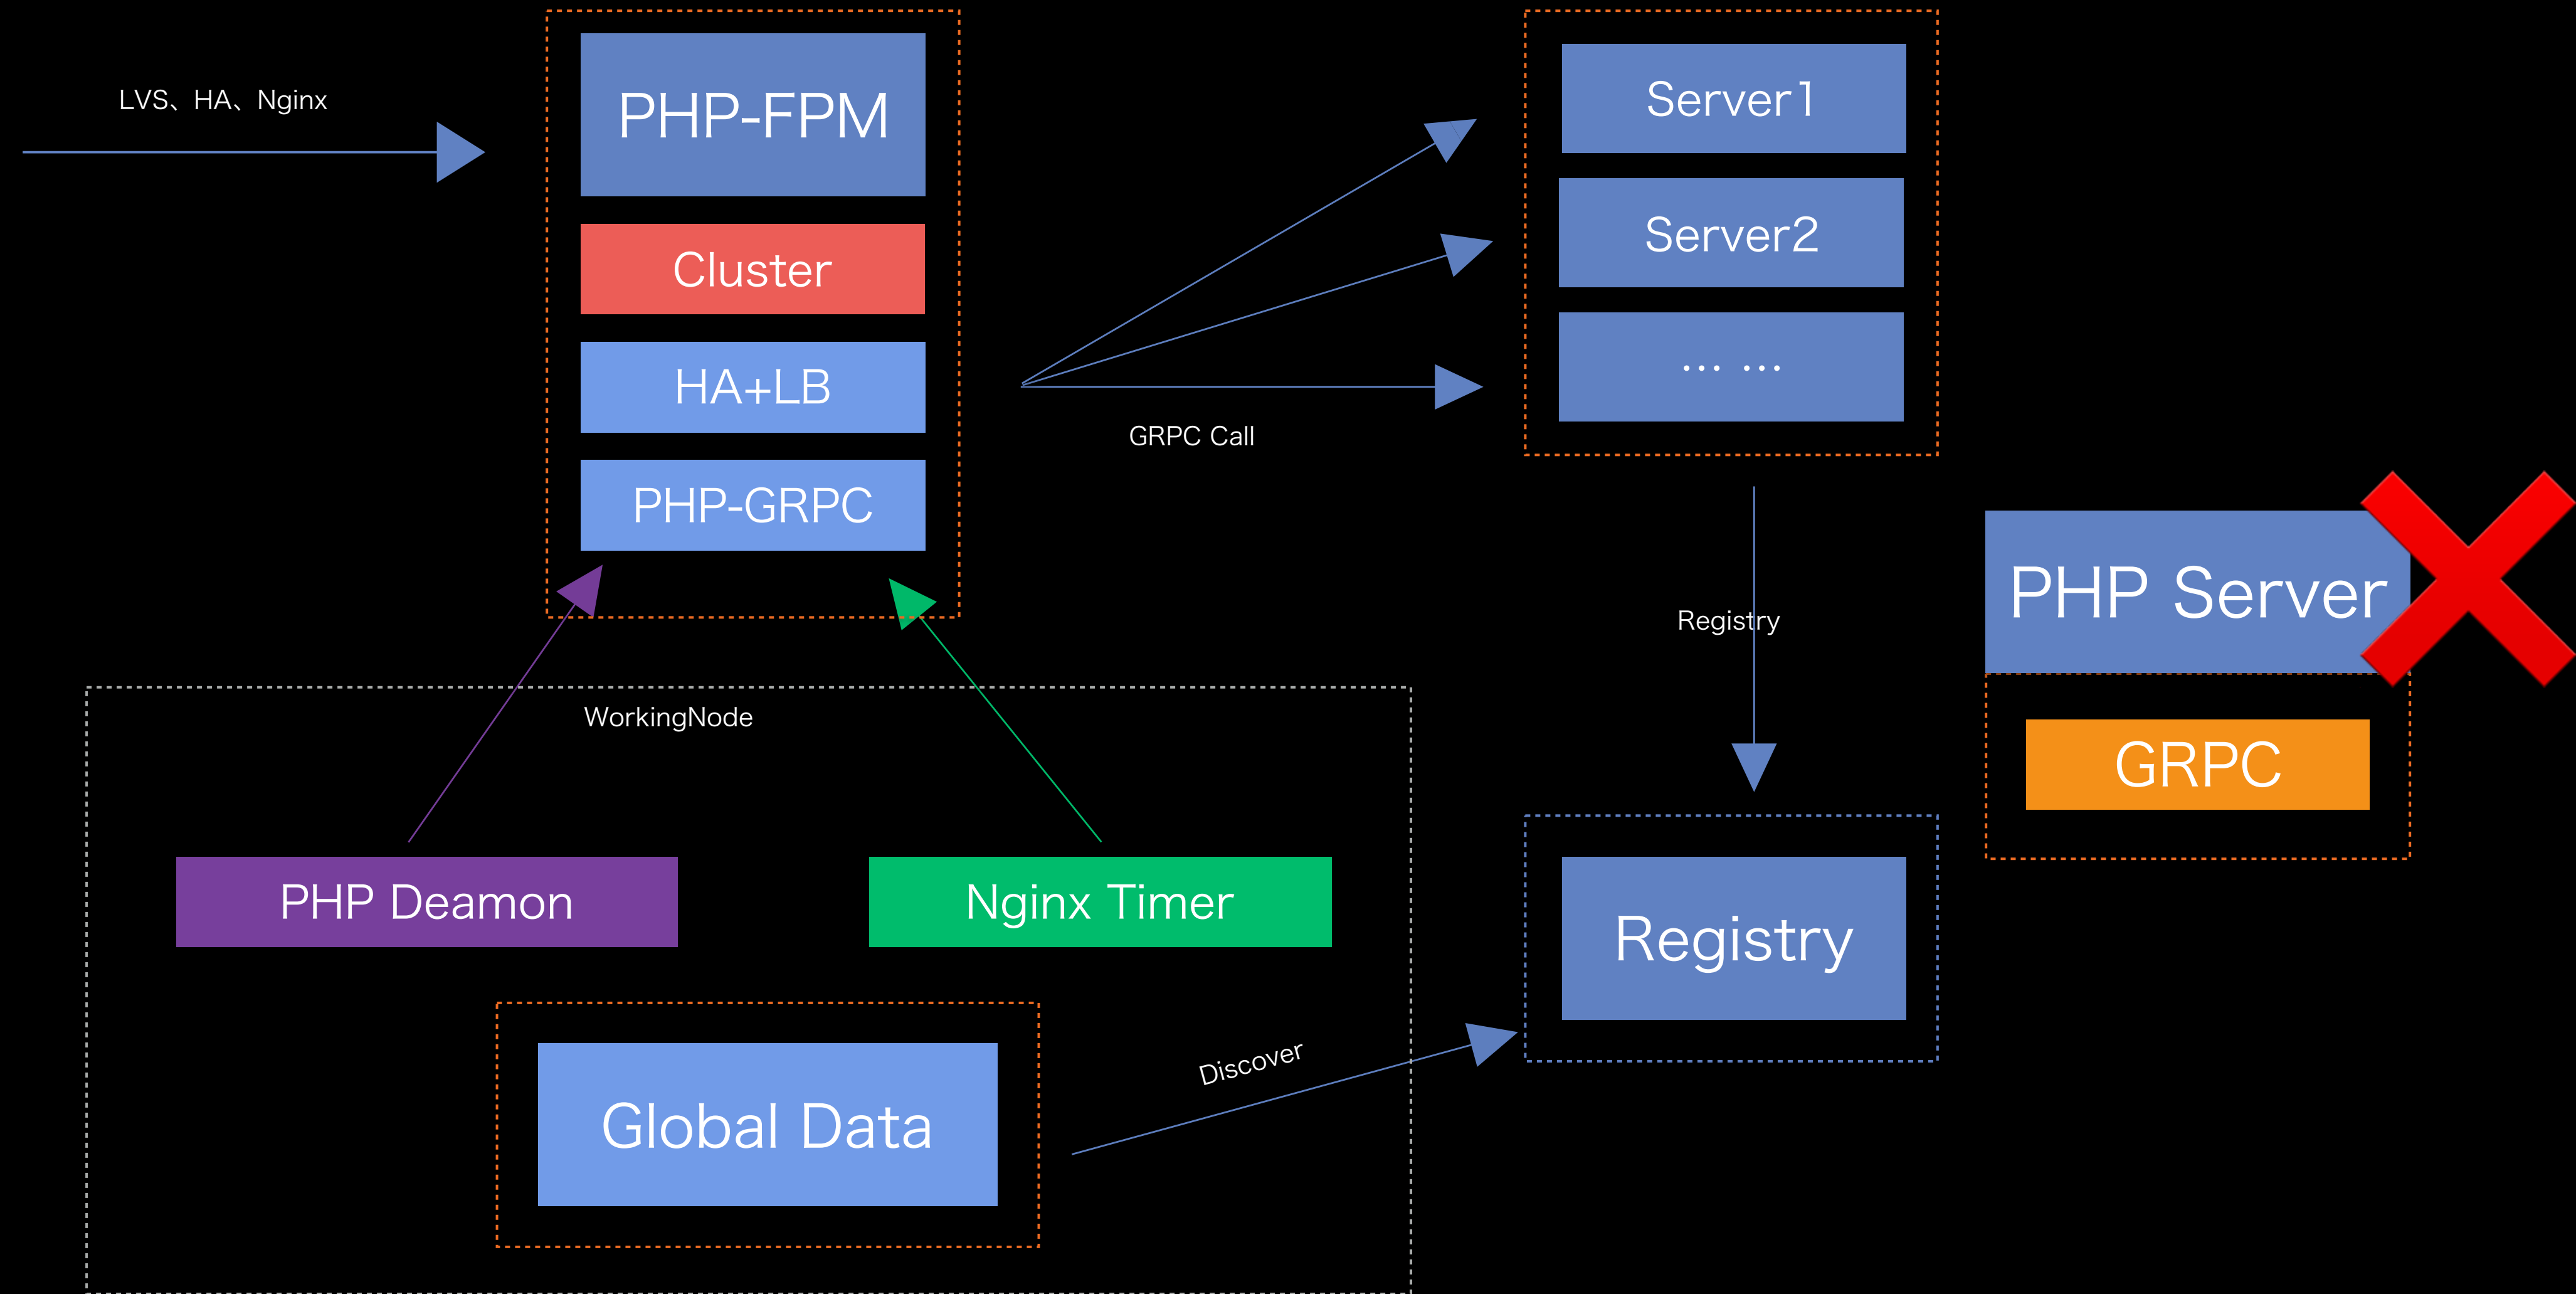 LVS、HA、Nginx
PHP-FPM
Cluster
HA+LB
PHP-GRPC
GRPC Call
Server1
Server2
... ...
Registry
PHP Server
GRPC
WorkingNode
PHP Deamon
Nginx Timer
Global Data
Discover
Registry